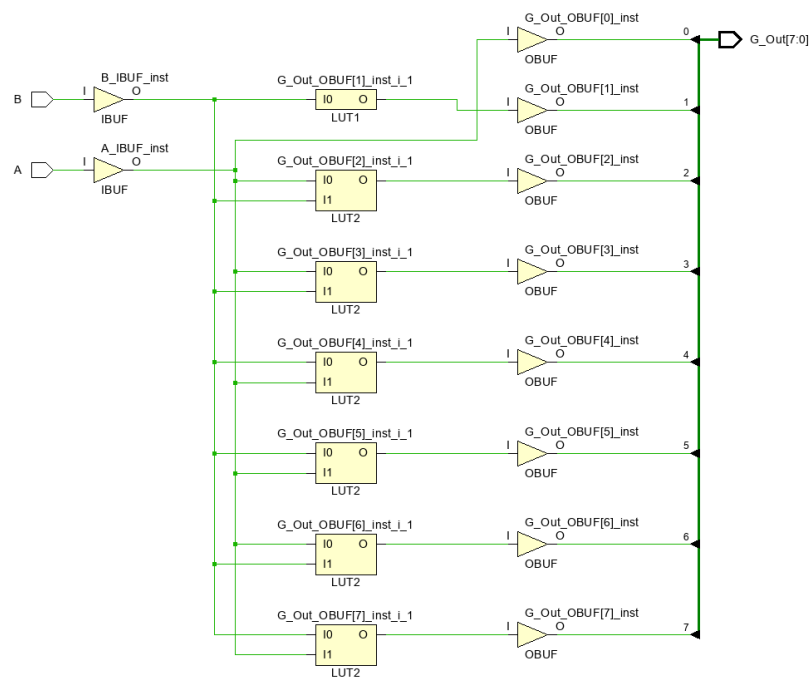 G_Out_OBUF[0]_inst
I O 0 G_Out[7:0]
OBUF
B_IBUF_inst G_Out_OBUF[1]_inst_i_1 G_Out_OBUF[1]_inst
B I O I0 O I O 1
IBUF LUT1 OBUF
A_IBUF_inst G_Out_OBUF[2]_inst_i_1 G_Out_OBUF[2]_inst
A I O I0 O I O 2
IBUF I1 OBUF
LUT2
G_Out_OBUF[3]_inst_i_1 G_Out_OBUF[3]_inst
I0 O I O 3
I1 OBUF
LUT2
G_Out_OBUF[4]_inst_i_1 G_Out_OBUF[4]_inst
I0 O I O 4
I1 OBUF
LUT2
G_Out_OBUF[5]_inst_i_1 G_Out_OBUF[5]_inst
I0 O I O 5
I1 OBUF
LUT2
G_Out_OBUF[6]_inst_i_1 G_Out_OBUF[6]_inst
I0 O I O 6
I1 OBUF
LUT2
G_Out_OBUF[7]_inst_i_1 G_Out_OBUF[7]_inst
I0 O I O 7
I1 OBUF
LUT2